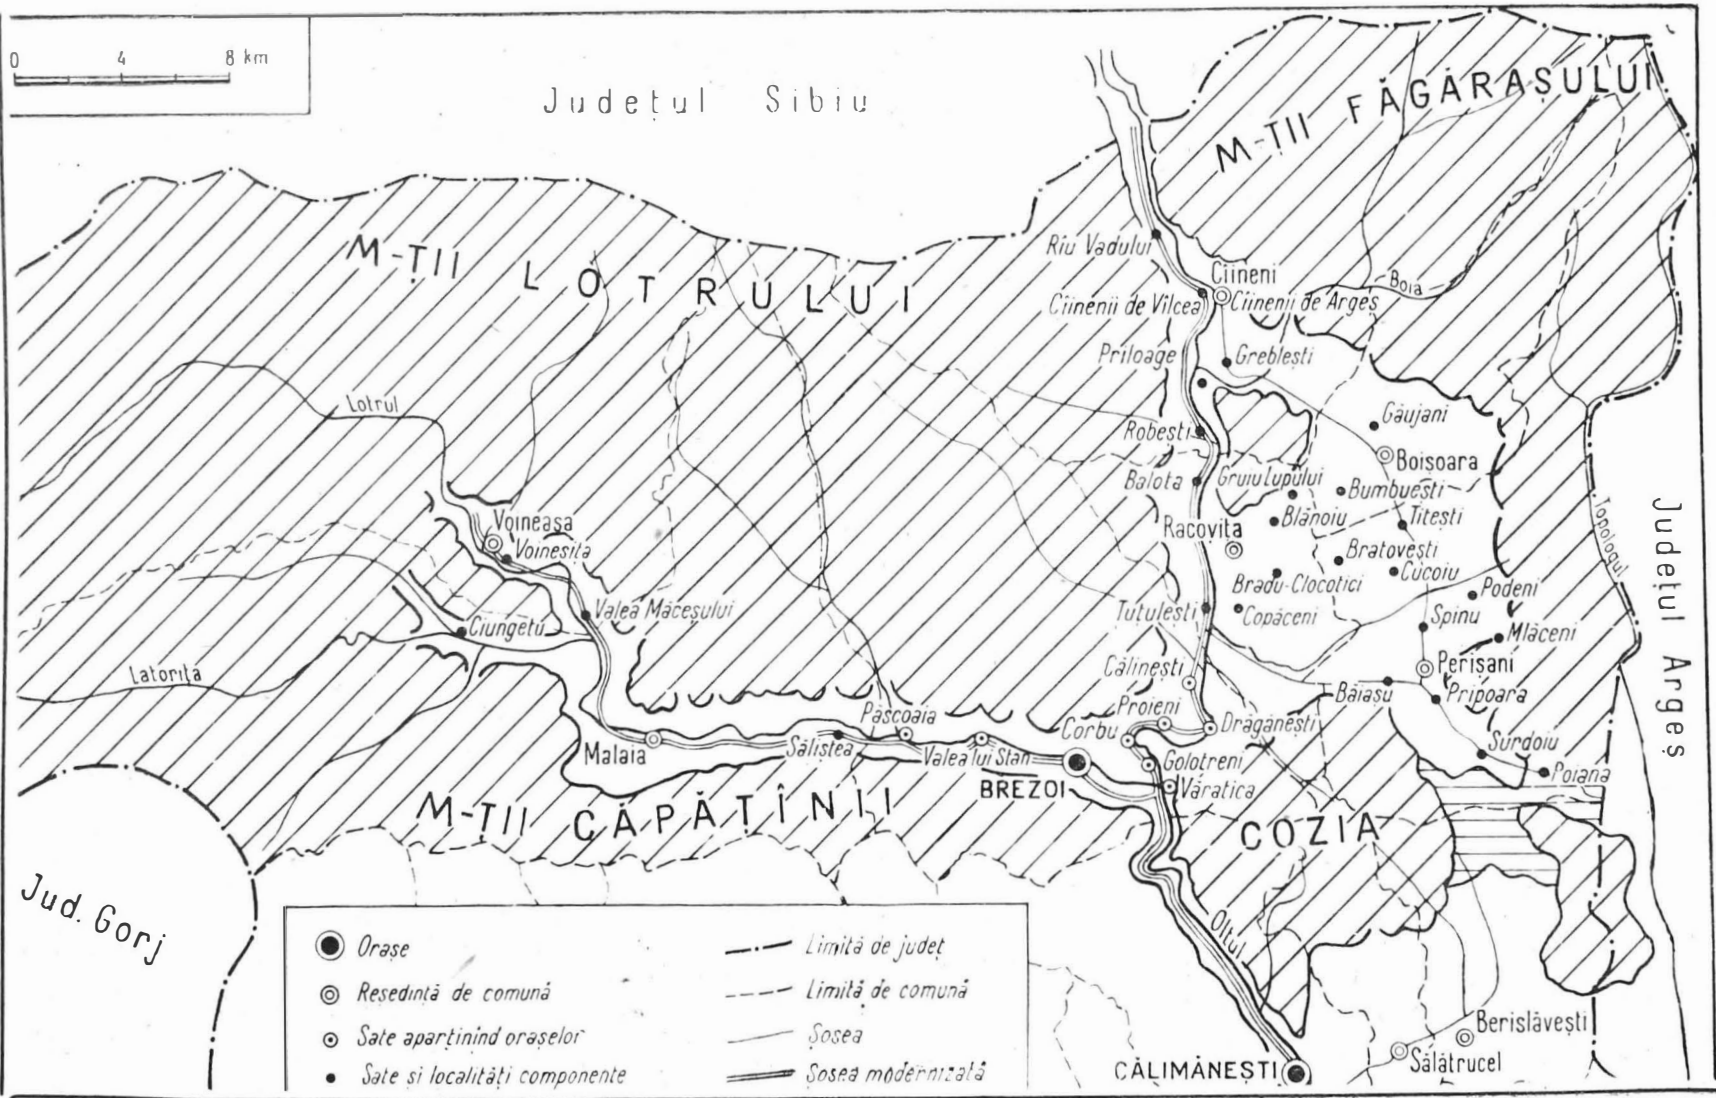 0 4 8 km
Județul Sibiu
M-ȚII FĂGĂRAȘULUI
M-ȚII LOTRULUI
Rîu Vadului
Cîineni
Cîinenii de Vîlcea
Cîinenii de Argeș
Boia
Priloage
Greblești
Lotrul
Găujani
Robești
Boișoara
Balota
Gruiu Lupului
Bumbuești
Blănoiu
Titești
Topologul
Județul Argeș
Voineasa
Voinesița
Racovița
Bratovești
Bradu-Clocotici
Cucoiu
Podeni
Valea Măceșului
Tutulești
Copăceni
Spinu
Mlăceni
Ciungetu
Latorița
Călinești
Perișani
Băiașu
Pripoara
Proieni
Păscoaia
Corbu
Drăgănești
Malaia
Săliștea
Valea lui Stan
Golotreni
Surdoiu
Poiana
BREZOI
Văratica
M-ȚII CĂPĂȚÎNII
COZIA
Jud. Gorj
Oltul
Orașe
Reședință de comună
Sate aparținînd orașelor
Sate și localități componente
Limită de județ
Limită de comună
Șosea
Șosea modernizată
Berislăvești
Sălătrucel
CĂLIMĂNEȘTI